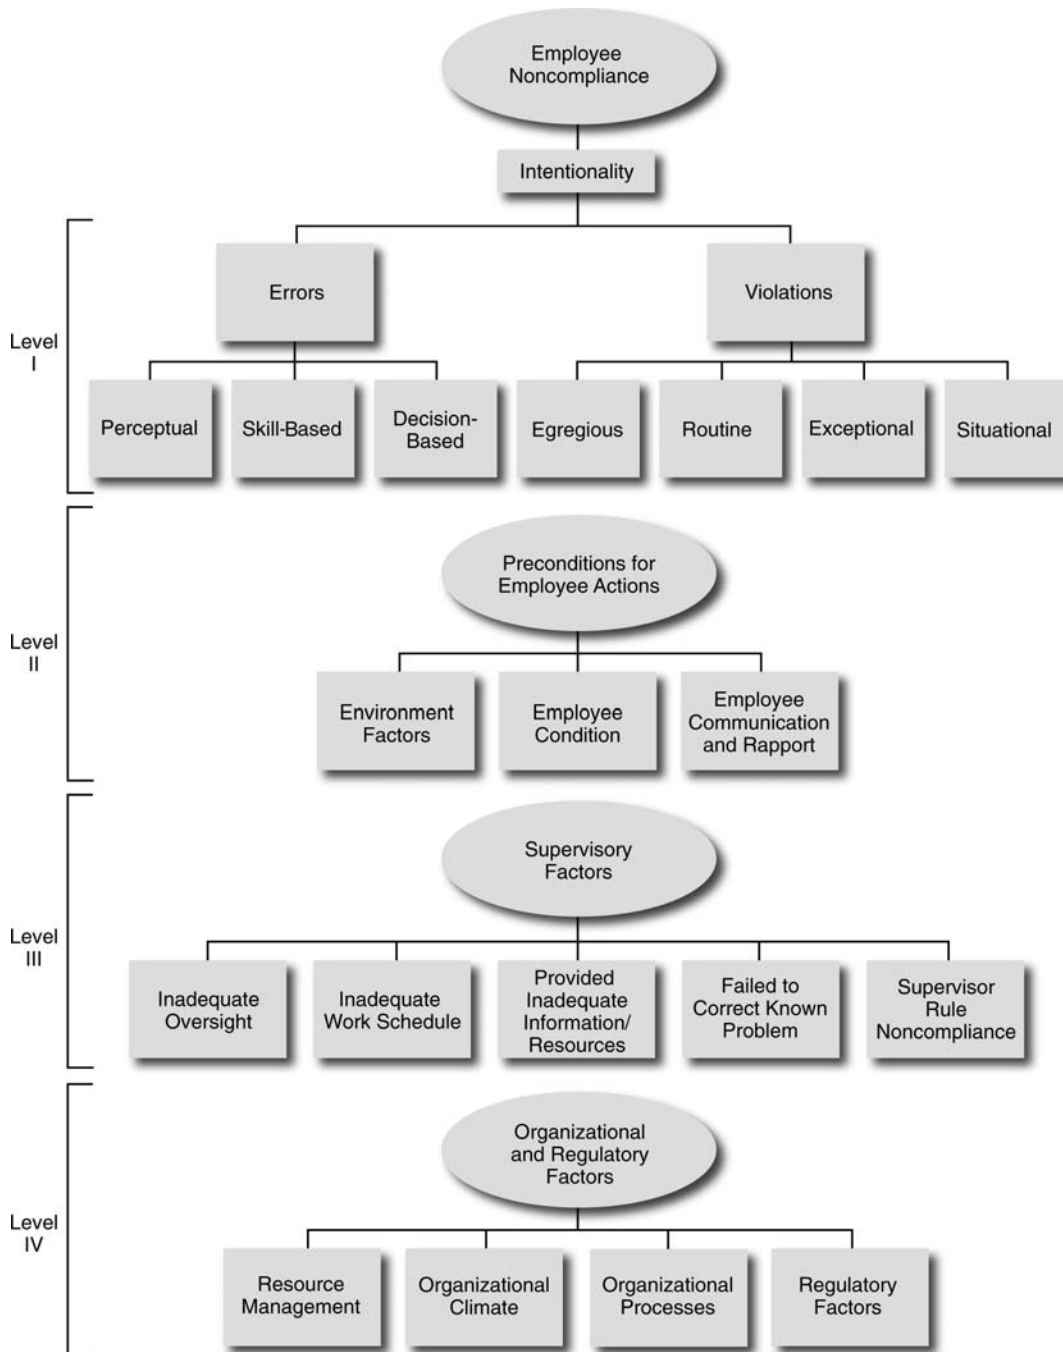 Employee
Noncompliance
Intentionality
Level
I
Errors
Violations
Perceptual
Skill-Based
Decision-
Based
Egregious
Routine
Exceptional
Situational
Level
II
Preconditions for
Employee Actions
Environment
Factors
Employee
Condition
Employee
Communication
and Rapport
Level
III
Supervisory
Factors
Inadequate
Oversight
Inadequate
Work Schedule
Provided
Inadequate
Information/
Resources
Failed to
Correct Known
Problem
Supervisor
Rule
Noncompliance
Level
IV
Organizational
and Regulatory
Factors
Resource
Management
Organizational
Climate
Organizational
Processes
Regulatory
Factors